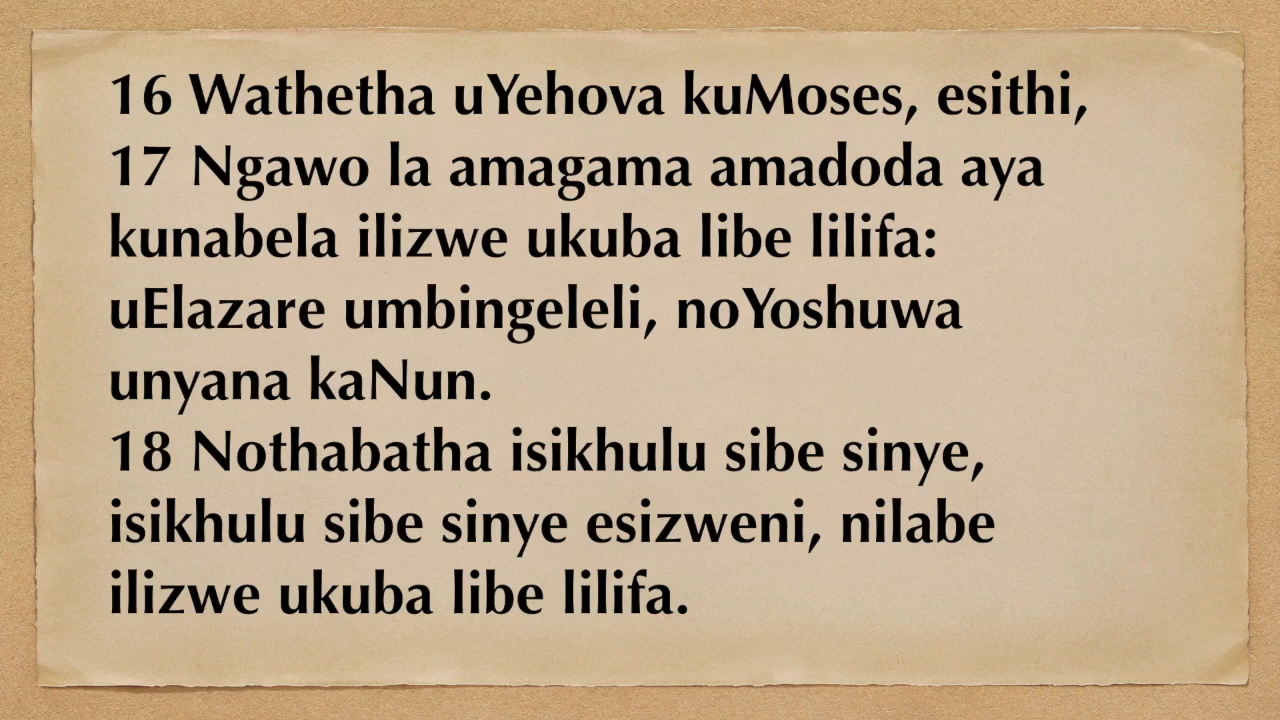 16 Wathetha uYehova kuMoses, esithi,
17 Ngawo la amagama amadoda aya
kunabela ilizwe ukuba libe lilifa:
uElazare umbingeleli, noYoshuwa
unyana kaNun.
18 Nothabatha isikhulu sibe sinye,
isikhulu sibe sinye esizweni, nilabe
ilizwe ukuba libe lilifa.